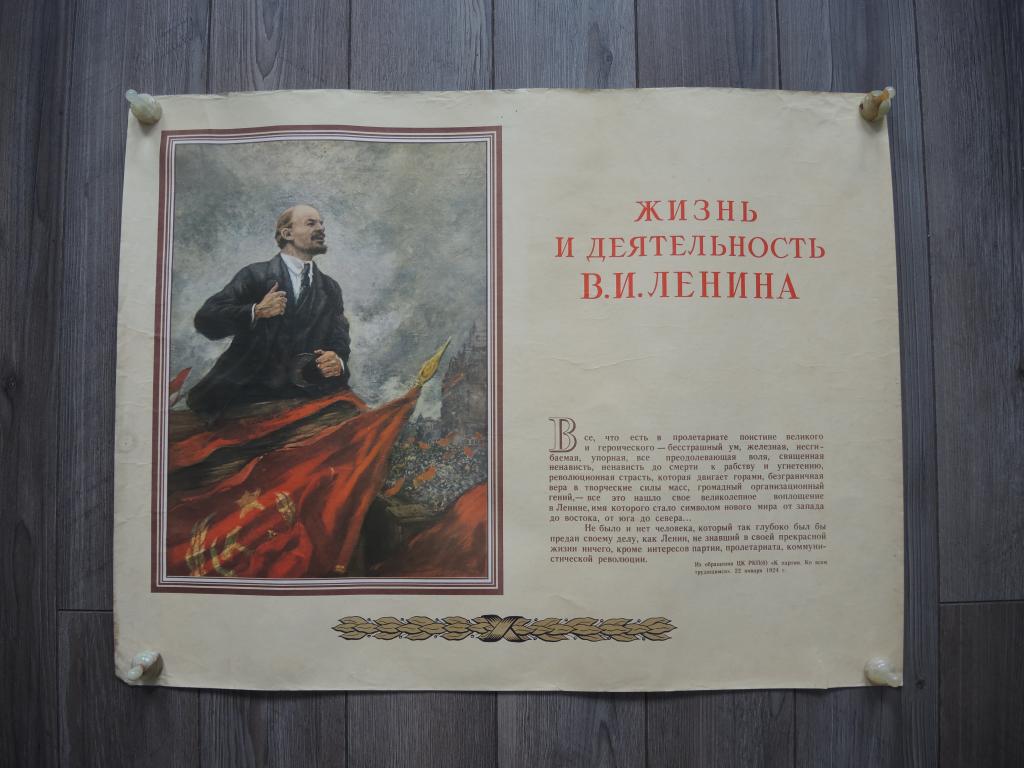 ЖИЗНЬ
И ДЕЯТЕЛЬНОСТЬ
В.И. ЛЕНИНА
Все, что есть в пролетариате поистине великого
и героического — бесстрашный ум, железная, несги-
баемая, упорная, все преодолевающая воля, священная
ненависть, ненависть до смерти к рабству и угнетению,
революционная страсть, которая двигает горами, безграничная
вера в творческие силы масс, громадный организационный
гений,— все это нашло свое великолепное воплощение
в Ленине, имя которого стало символом нового мира от запада
до востока, от юга до севера...
Не было и нет человека, который так глубоко был бы
предан своему делу, как Ленин, не знавший в своей прекрасной
жизни ничего, кроме интересов партии, пролетариата, коммуни-
стической революции.
Из обращения ЦК РКП(б) «К партии. Ко всем
трудящимся». 22 января 1924 г.